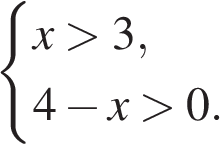 x > 3,
4 − x > 0.